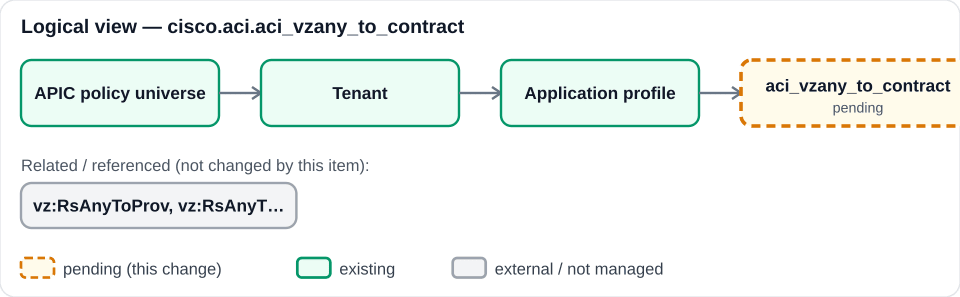 Logical view — cisco.aci.aci_vzany_to_contract
APIC policy universe
Tenant
Application profile
aci_vzany_to_contract
pending
Related / referenced (not changed by this item):
vz:RsAnyToProv, vz:RsAnyT…
pending (this change)
existing
external / not managed